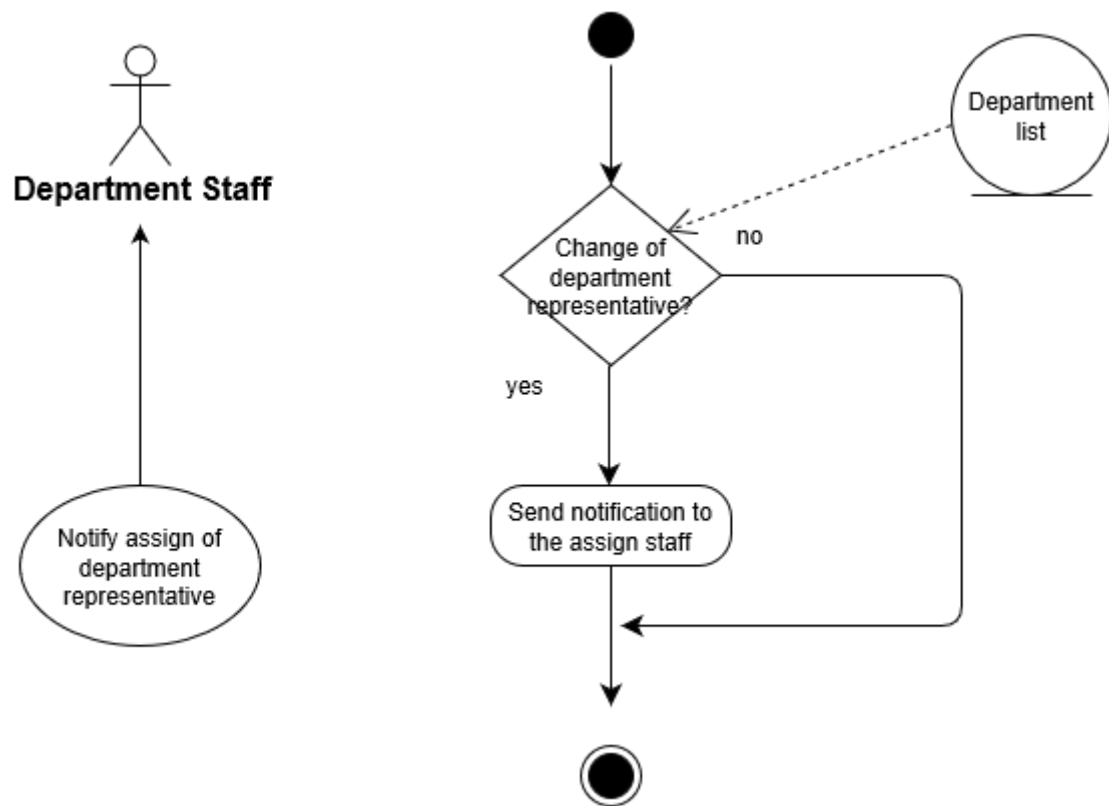 Department Staff
Notify assign of
department
representative
Department
list
Change of
department
representative?
no
yes
Send notification to
the assign staff